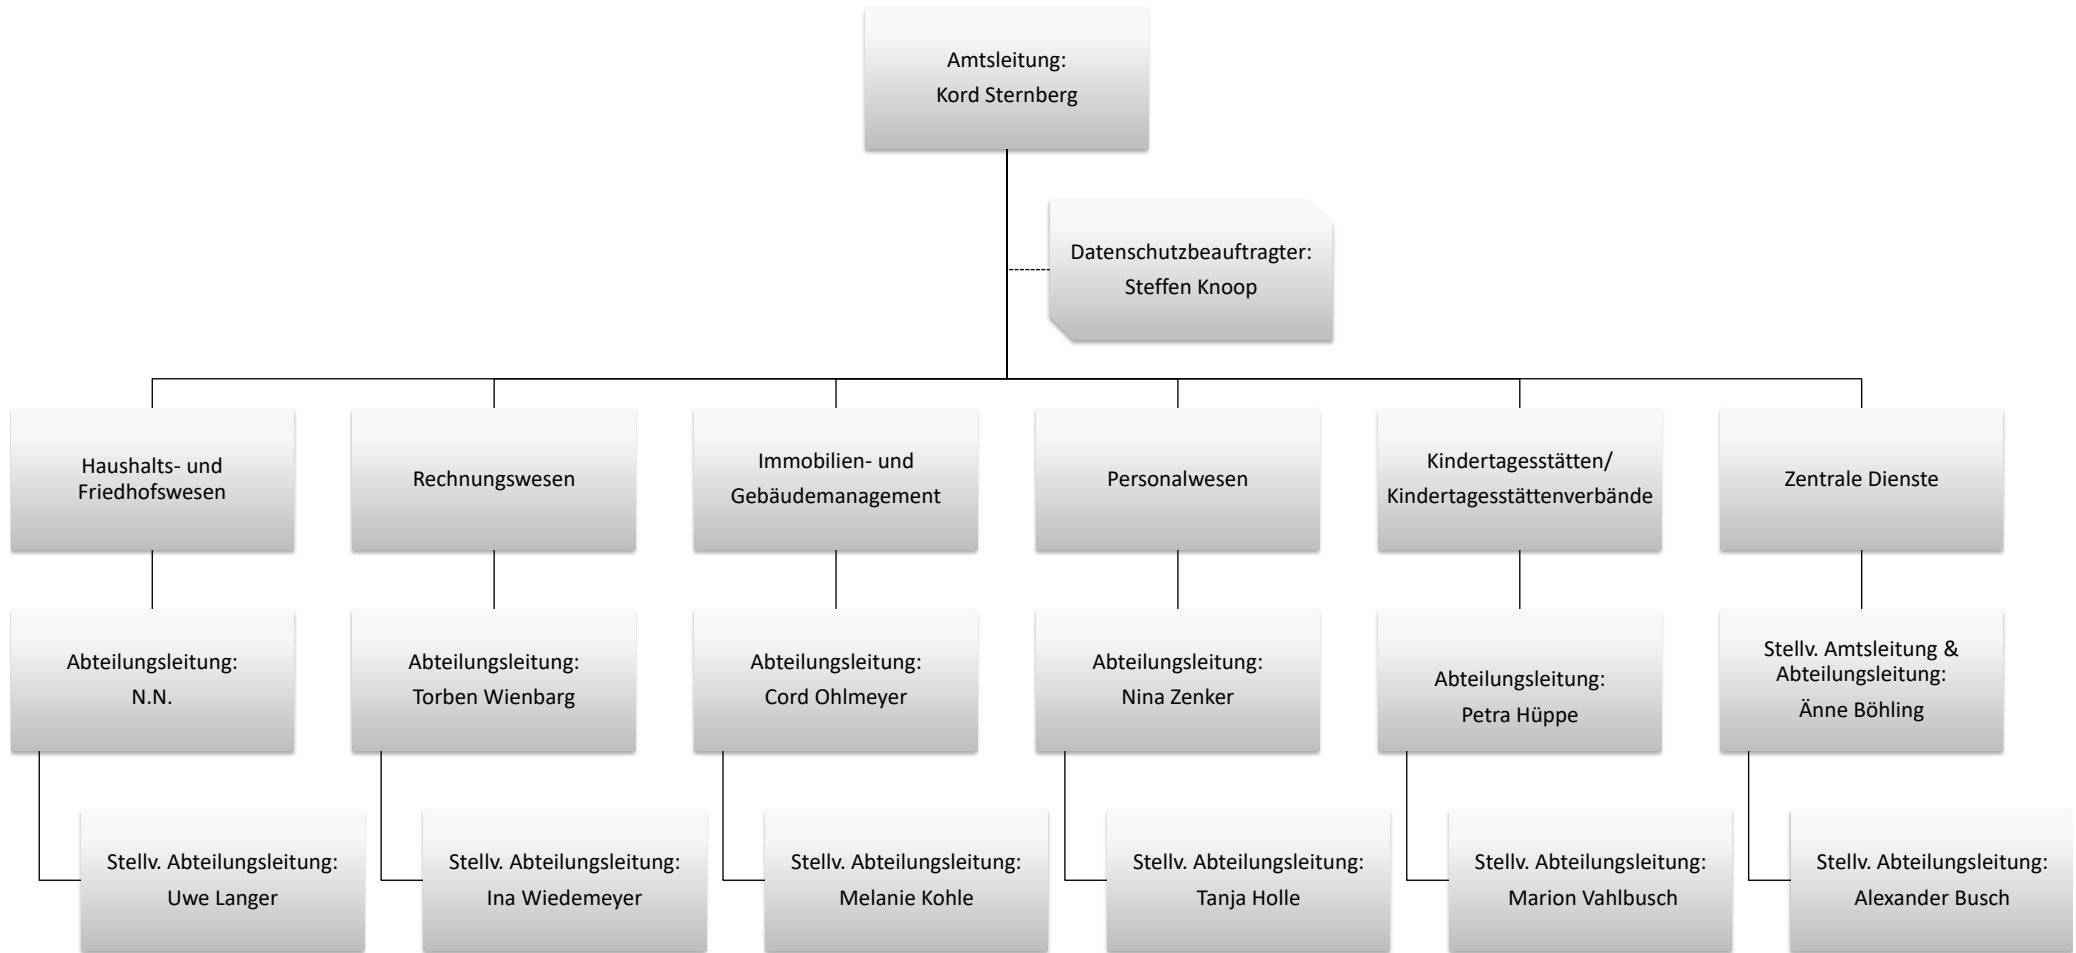 Amtsleitung:
Kord Sternberg
Datenschutzbeauftragter:
Steffen Knoop
Haushalts- und
Friedhofswesen
Rechnungswesen
Immobilien- und
Gebäudemanagement
Personalwesen
Kindertagesstätten/
Kindertagesstättenverbände
Zentrale Dienste
Abteilungsleitung:
N.N.
Abteilungsleitung:
Torben Wienbarg
Abteilungsleitung:
Cord Ohlmeyer
Abteilungsleitung:
Nina Zenker
Abteilungsleitung:
Petra Hüppe
Stellv. Amtsleitung &
Abteilungsleitung:
Änne Böhling
Stellv. Abteilungsleitung:
Uwe Langer
Stellv. Abteilungsleitung:
Ina Wiedemeyer
Stellv. Abteilungsleitung:
Melanie Kohle
Stellv. Abteilungsleitung:
Tanja Holle
Stellv. Abteilungsleitung:
Marion Vahlbusch
Stellv. Abteilungsleitung:
Alexander Busch